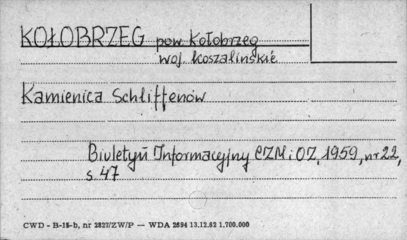 KOŁOBRZEG pow Kołobrzeg
woj. koszalińskie
Kamienica Schliffenów
Biuletyn Informacyjny CZM i OZ, 1959, nr 22,
s. 47
CWD - B-15-b, nr 2827/ZW/P — WDA 2684 13.12.62 1.700.000